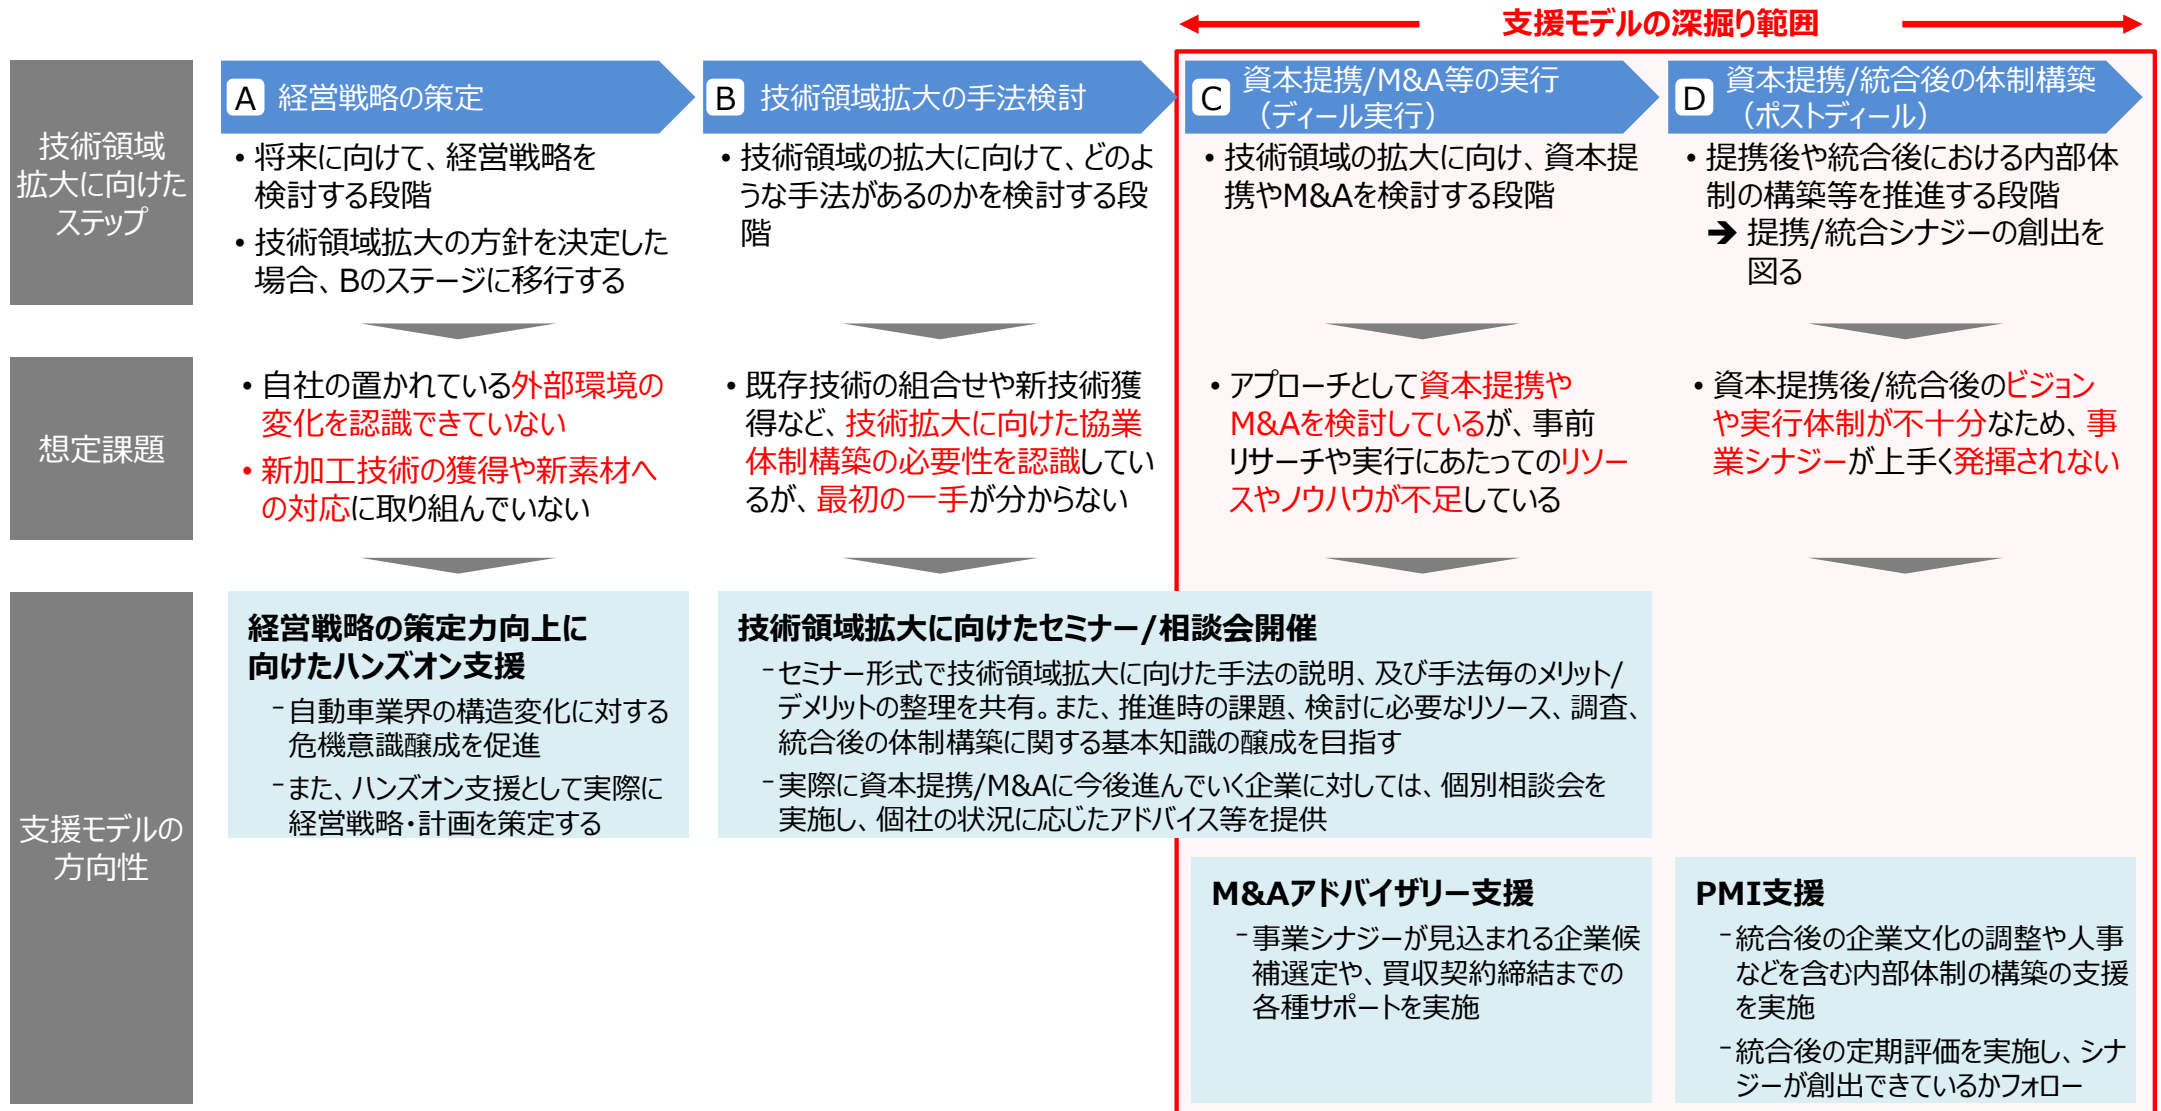 支援モデルの深掘り範囲
技術領域
拡大に向けた
ステップ
A 経営戦略の策定
B 技術領域拡大の手法検討
C 資本提携/M&A等の実行
（ディール実行）
D 資本提携/統合後の体制構築
（ポストディール）
• 将来に向けて、経営戦略を
検討する段階
• 技術領域拡大の方針を決定した
場合、Bのステージに移行する
• 技術領域の拡大に向けて、どのよ
うな手法があるのかを検討する段
階
• 技術領域の拡大に向け、資本提
携やM&Aを検討する段階
• 提携後や統合後における内部体
制の構築等を推進する段階
➔ 提携/統合シナジーの創出を
図る
想定課題
• 自社の置かれている外部環境の
変化を認識できていない
• 新加工技術の獲得や新素材へ
の対応に取り組んでいない
• 既存技術の組合せや新技術獲
得など、技術拡大に向けた協業
体制構築の必要性を認識してい
るが、最初の一手が分からない
• アプローチとして資本提携や
M&Aを検討しているが、事前
リサーチや実行にあたってのリソー
スやノウハウが不足している
• 資本提携後/統合後のビジョン
や実行体制が不十分なため、事
業シナジーが上手く発揮されない
支援モデルの
方向性
経営戦略の策定力向上に
向けたハンズオン支援
－自動車業界の構造変化に対する
危機意識醸成を促進
－また、ハンズオン支援として実際に
経営戦略・計画を策定する
技術領域拡大に向けたセミナー/相談会開催
－セミナー形式で技術領域拡大に向けた手法の説明、及び手法毎のメリット/
デメリットの整理を共有。また、推進時の課題、検討に必要なリソース、調査、
統合後の体制構築に関する基本知識の醸成を目指す
－実際に資本提携/M&Aに今後進んでいく企業に対しては、個別相談会を
実施し、個社の状況に応じたアドバイス等を提供
M&Aアドバイザリー支援
－事業シナジーが見込まれる企業候
補選定や、買収契約締結までの
各種サポートを実施
PMI支援
－統合後の企業文化の調整や人事
などを含む内部体制の構築の支援
を実施
－統合後の定期評価を実施し、シナ
ジーが創出できているかフォロー